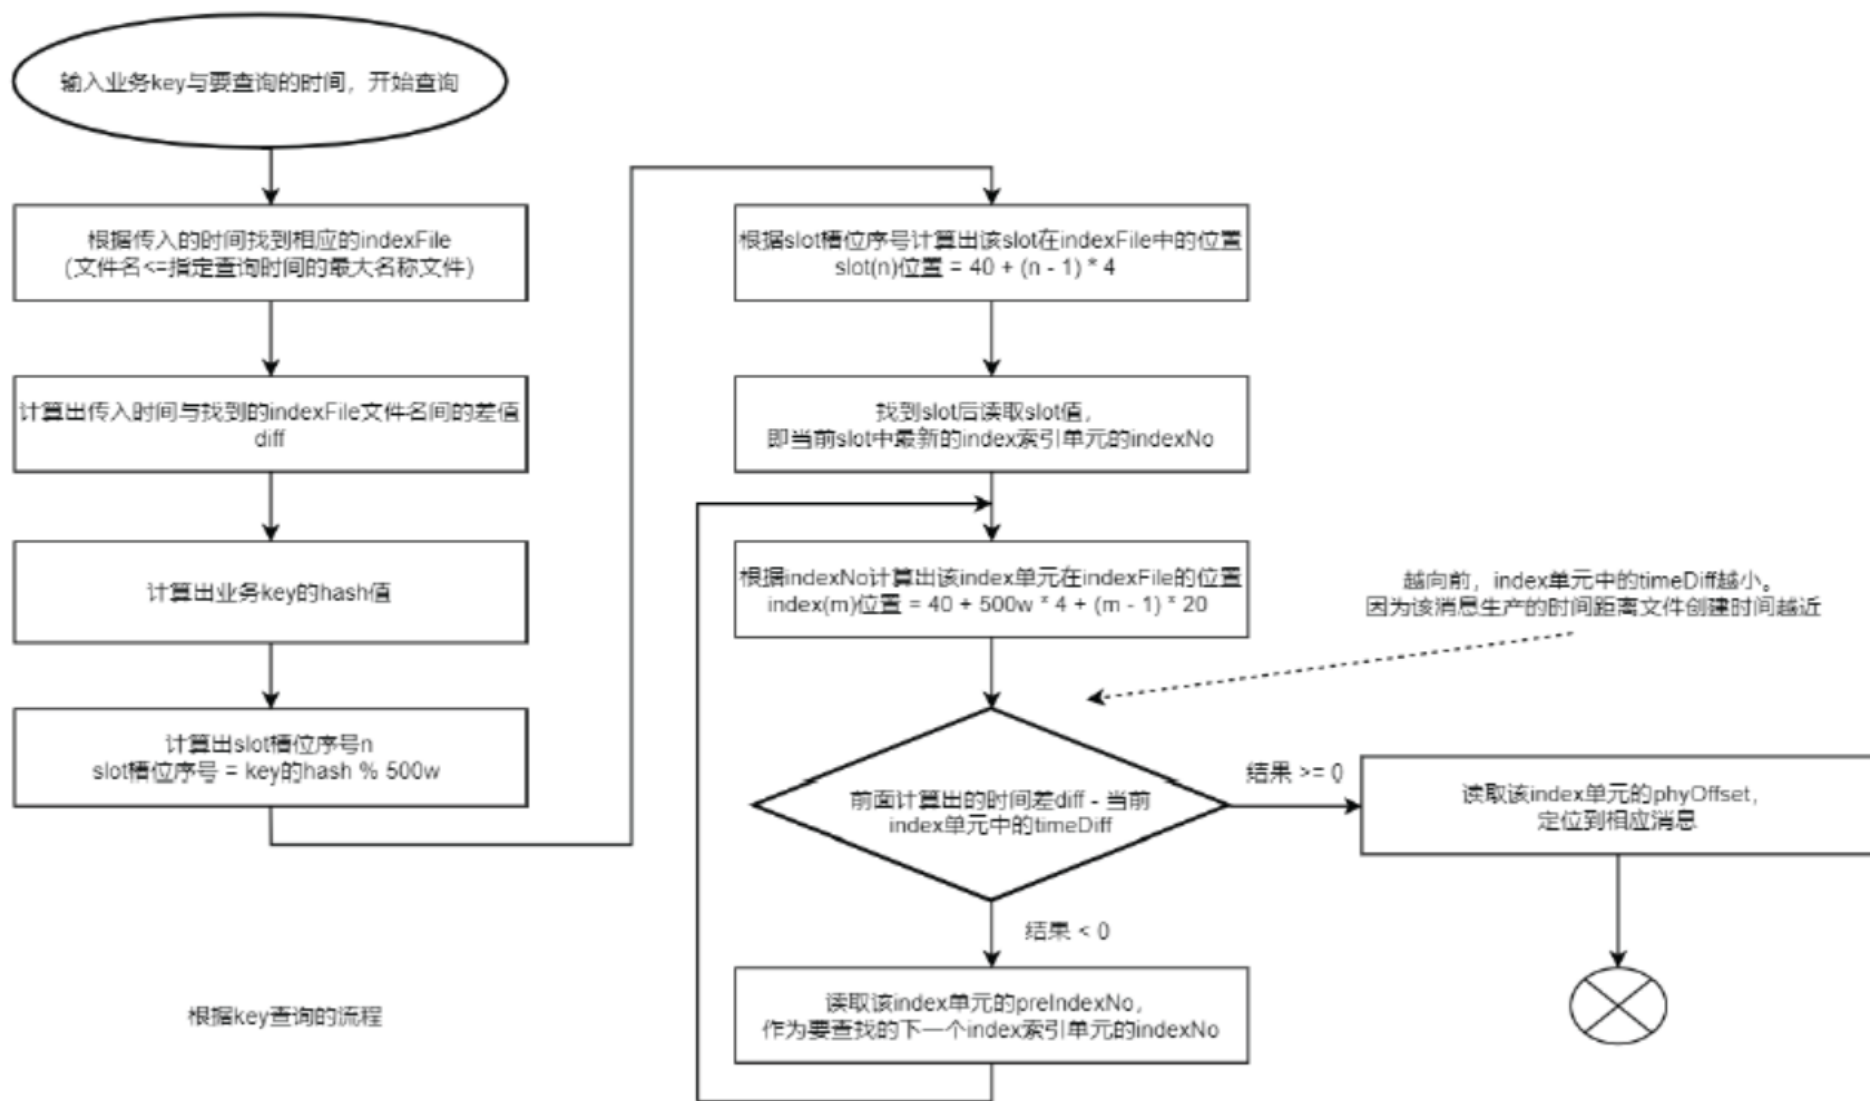 输入业务key与要查询的时间，开始查询
根据传入的时间找到相应的indexFile
(文件名<=指定查询时间的最大名称文件)
计算出传入时间与找到的indexFile文件名间的差值
diff
计算出业务key的hash值
计算出slot槽位序号n
slot槽位序号 = key的hash % 500w
根据slot槽位序号计算出该slot在indexFile中的位置
slot(n)位置 = 40 + (n - 1) * 4
找到slot后读取slot值，
即当前slot中最新的index索引单元的indexNo
根据indexNo计算出该index单元在indexFile的位置
index(m)位置 = 40 + 500w * 4 + (m - 1) * 20
越向前，index单元中的timeDiff越小。
因为该消息生产的时间距离文件创建时间越近
前面计算出的时间差diff - 当前
index单元中的timeDiff
结果 >= 0
读取该index单元的phyOffset，
定位到相应消息
结果 < 0
读取该index单元的preIndexNo，
作为要查找的下一个index索引单元的indexNo
根据key查询的流程